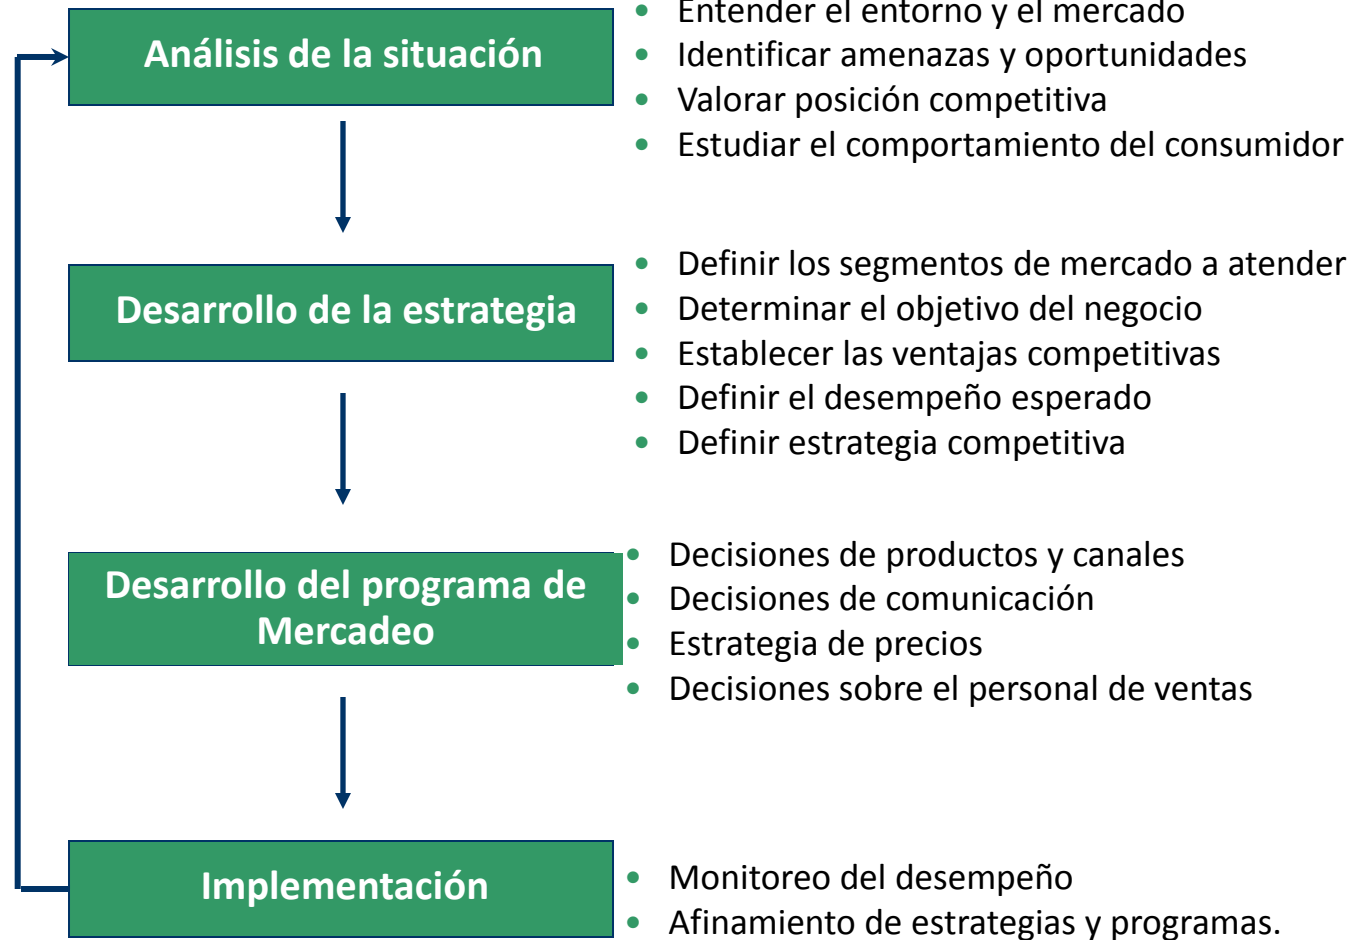 Análisis de la situación
• Entender el entorno y el mercado
• Identificar amenazas y oportunidades
• Valorar posición competitiva
• Estudiar el comportamiento del consumidor
Desarrollo de la estrategia
• Definir los segmentos de mercado a atender
• Determinar el objetivo del negocio
• Establecer las ventajas competitivas
• Definir el desempeño esperado
• Definir estrategia competitiva
Desarrollo del programa de
Mercadeo
• Decisiones de productos y canales
• Decisiones de comunicación
• Estrategia de precios
• Decisiones sobre el personal de ventas
Implementación
• Monitoreo del desempeño
• Afinamiento de estrategias y programas.